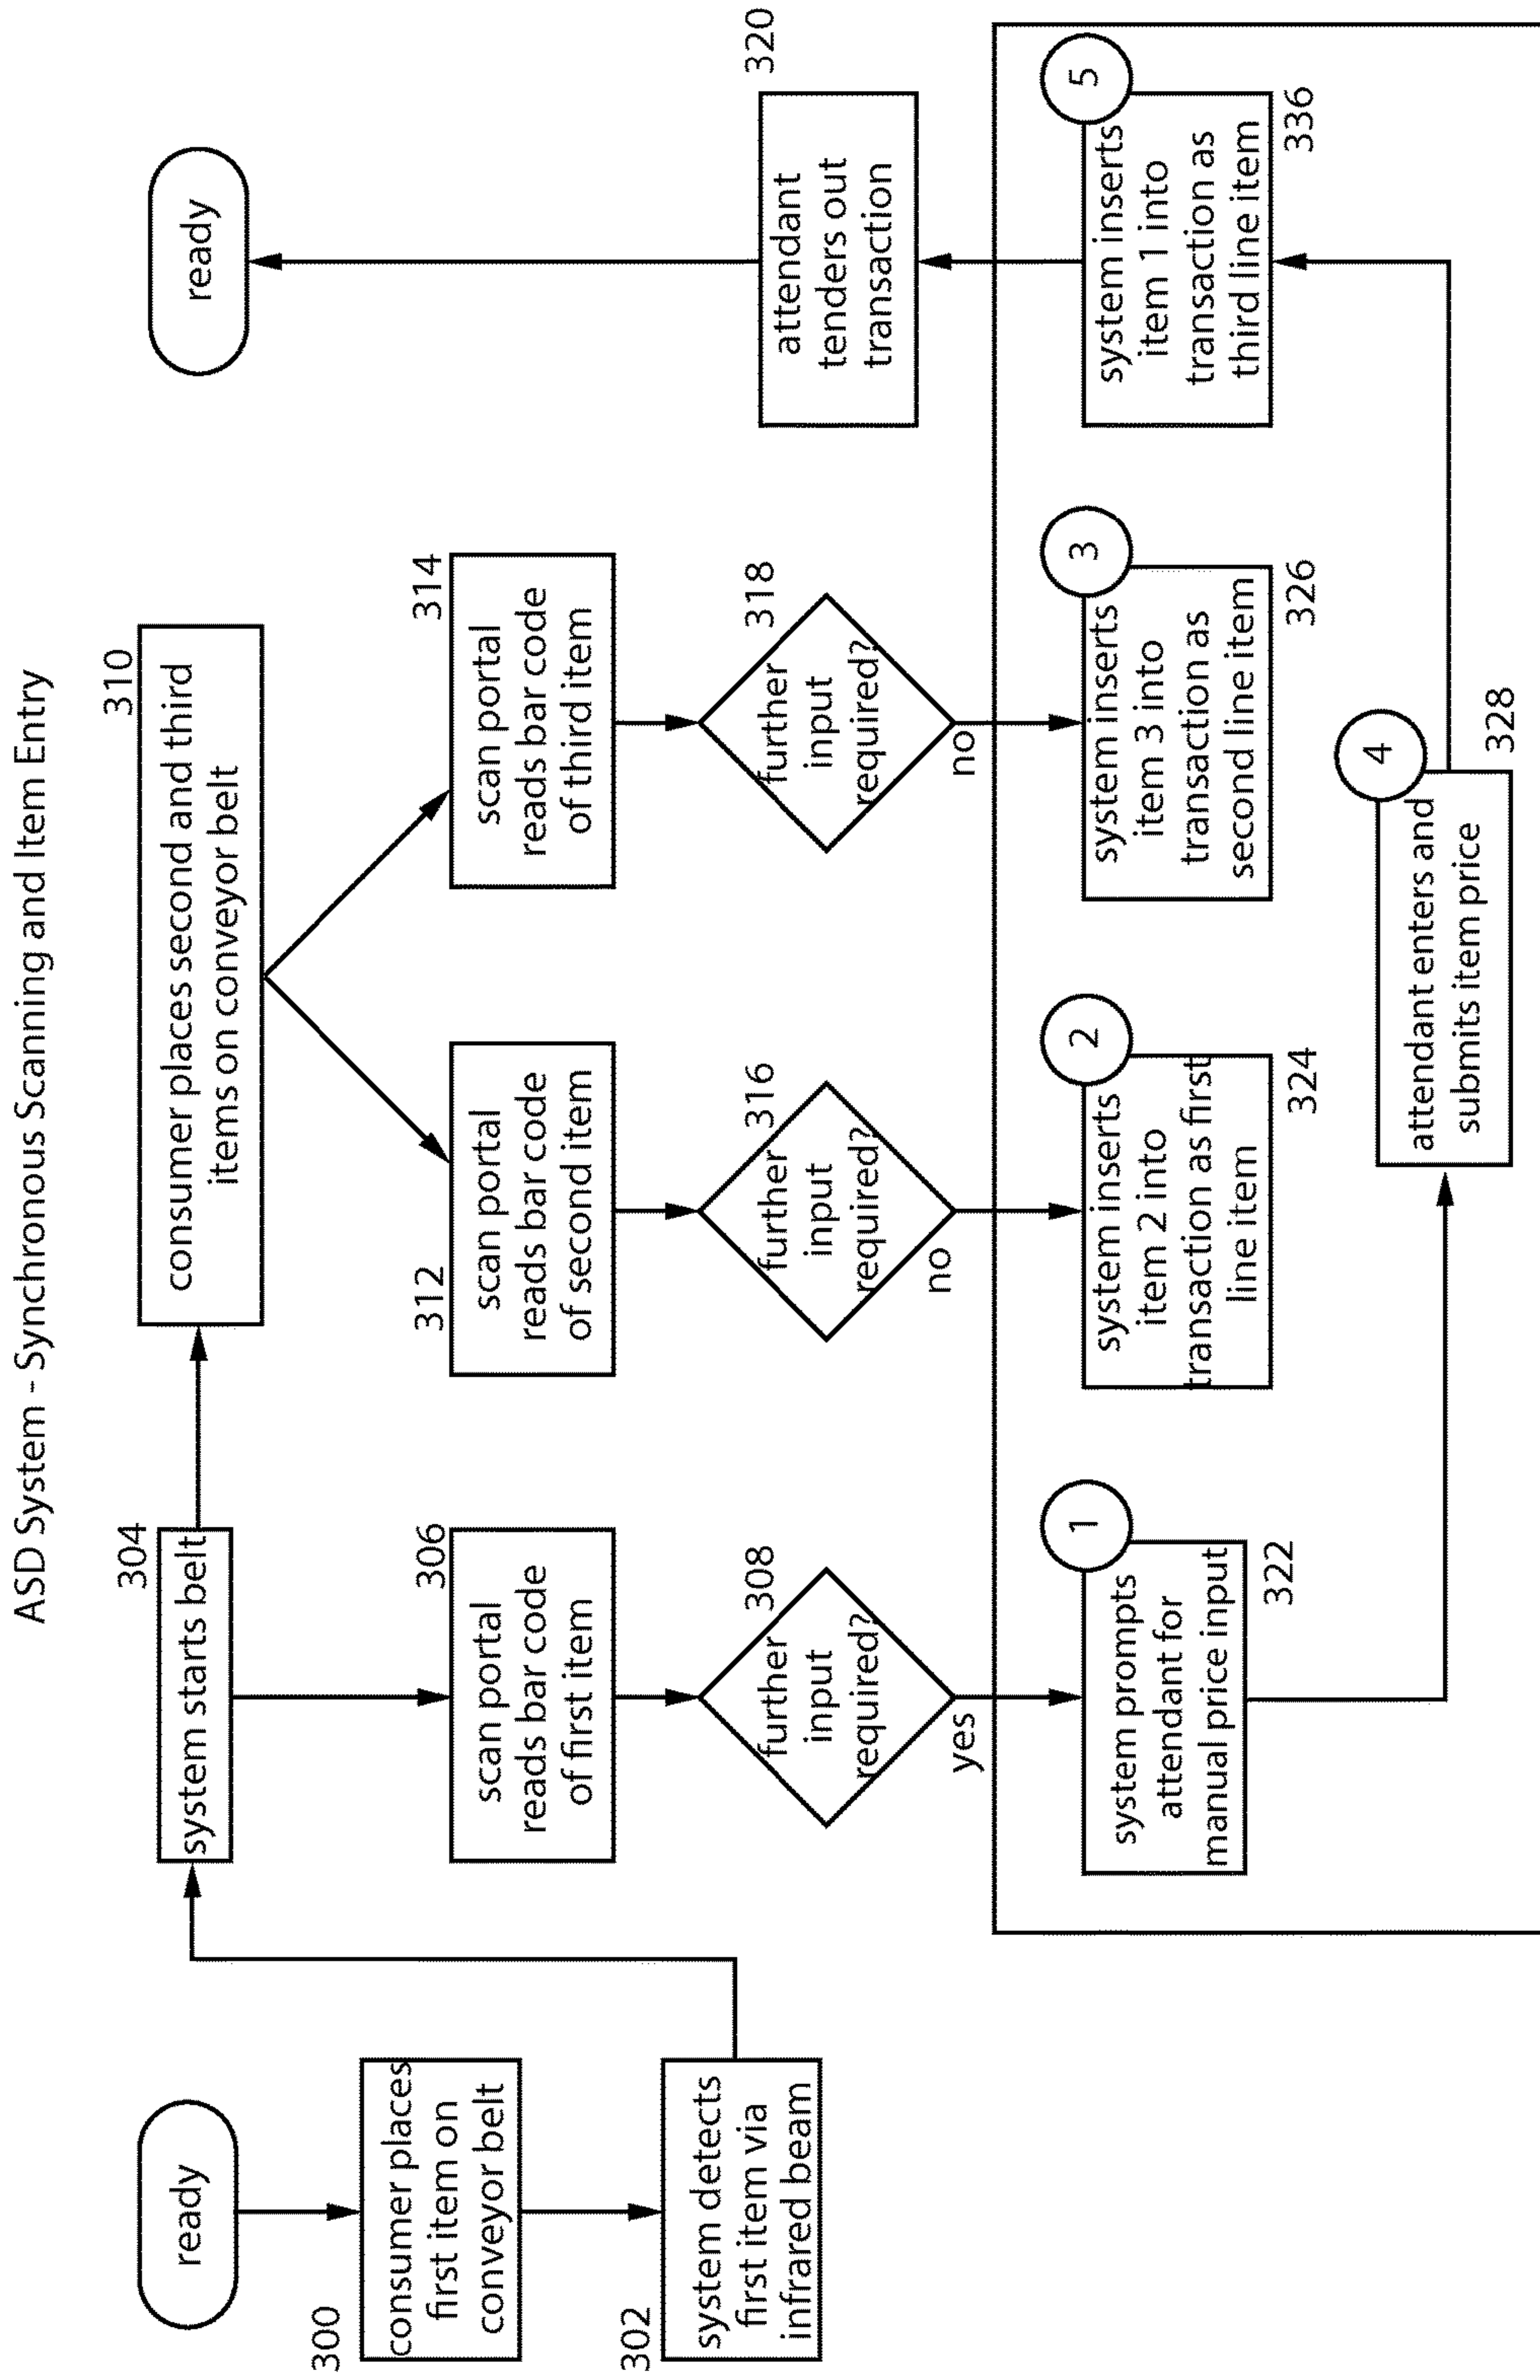 ASD System - Synchronous Scanning and Item Entry
ready
300
consumer places
first item on
conveyor belt
302
system detects
first item via
infrared beam
304
system starts belt
306
scan portal
reads bar code
of first item
308
further
input
required?
yes
310
consumer places second and third
items on conveyor belt
312
scan portal
reads bar code
of second item
316
further
input
required?
no
314
scan portal
reads bar code
of third item
318
further
input
required?
no
ready
320
attendant
tenders out
transaction
1
system prompts
attendant for
manual price input
322
2
system inserts
item 2 into
transaction as first
line item
324
3
system inserts
item 3 into
transaction as
second line item
326
4
attendant enters and
submits item price
328
5
system inserts
item 1 into
transaction as
third line item
336